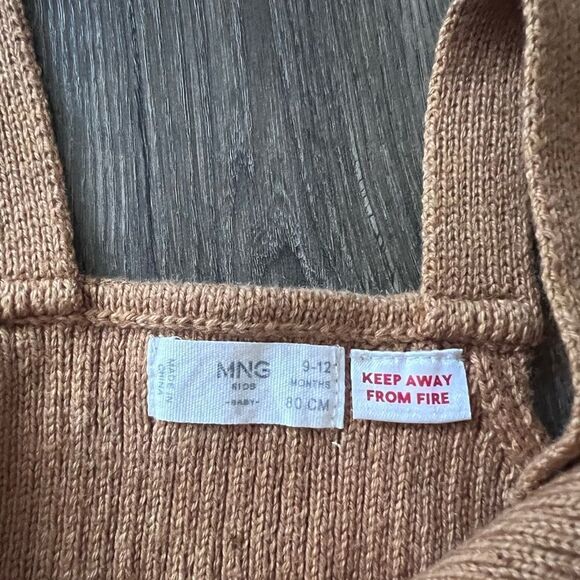 MADE IN
CHINA
MNG
KIDS
-BABY-
9-12
MONTHS
80 CM
KEEP AWAY
FROM FIRE